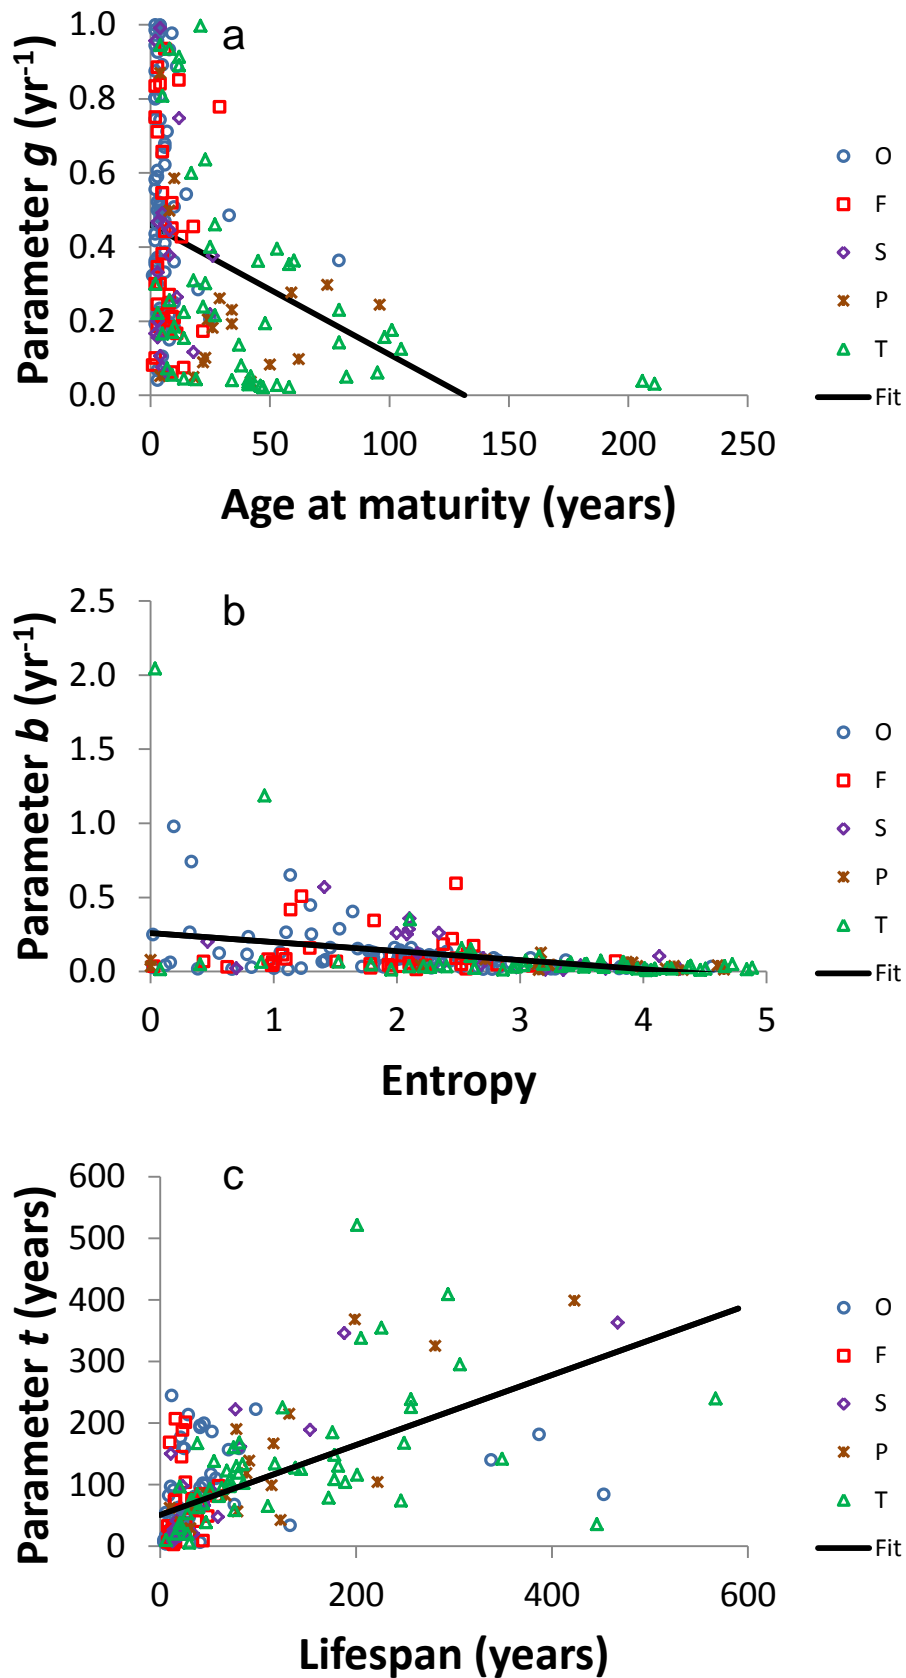 a
Parameter g (yr-1)
1.0
0.8
0.6
0.4
0.2
0.0
0 50 100 150 200 250
Age at maturity (years)
O
F
S
P
T
Fit
b
Parameter b (yr-1)
2.5
2.0
1.5
1.0
0.5
0.0
0 1 2 3 4 5
Entropy
O
F
S
P
T
Fit
c
Parameter t (years)
600
500
400
300
200
100
0
0 200 400 600
Lifespan (years)
O
F
S
P
T
Fit